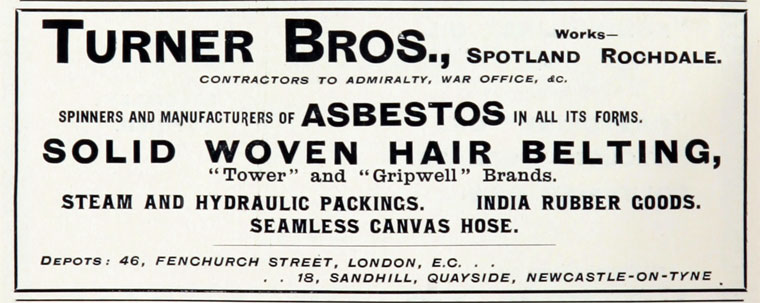 TURNER BROS., Works— SPOTLAND ROCHDALE.
CONTRACTORS TO ADMIRALTY, WAR OFFICE, &C.
SPINNERS AND MANUFACTURERS OF ASBESTOS IN ALL ITS FORMS.
SOLID WOVEN HAIR BELTING,
"Tower" and "Gripwell" Brands.
STEAM AND HYDRAULIC PACKINGS. INDIA RUBBER GOODS.
SEAMLESS CANVAS HOSE.
DEPOTS: 46, FENCHURCH STREET, LONDON, E.C. . .
. . 18, SANDHILL, QUAYSIDE, NEWCASTLE-ON-TYNE .